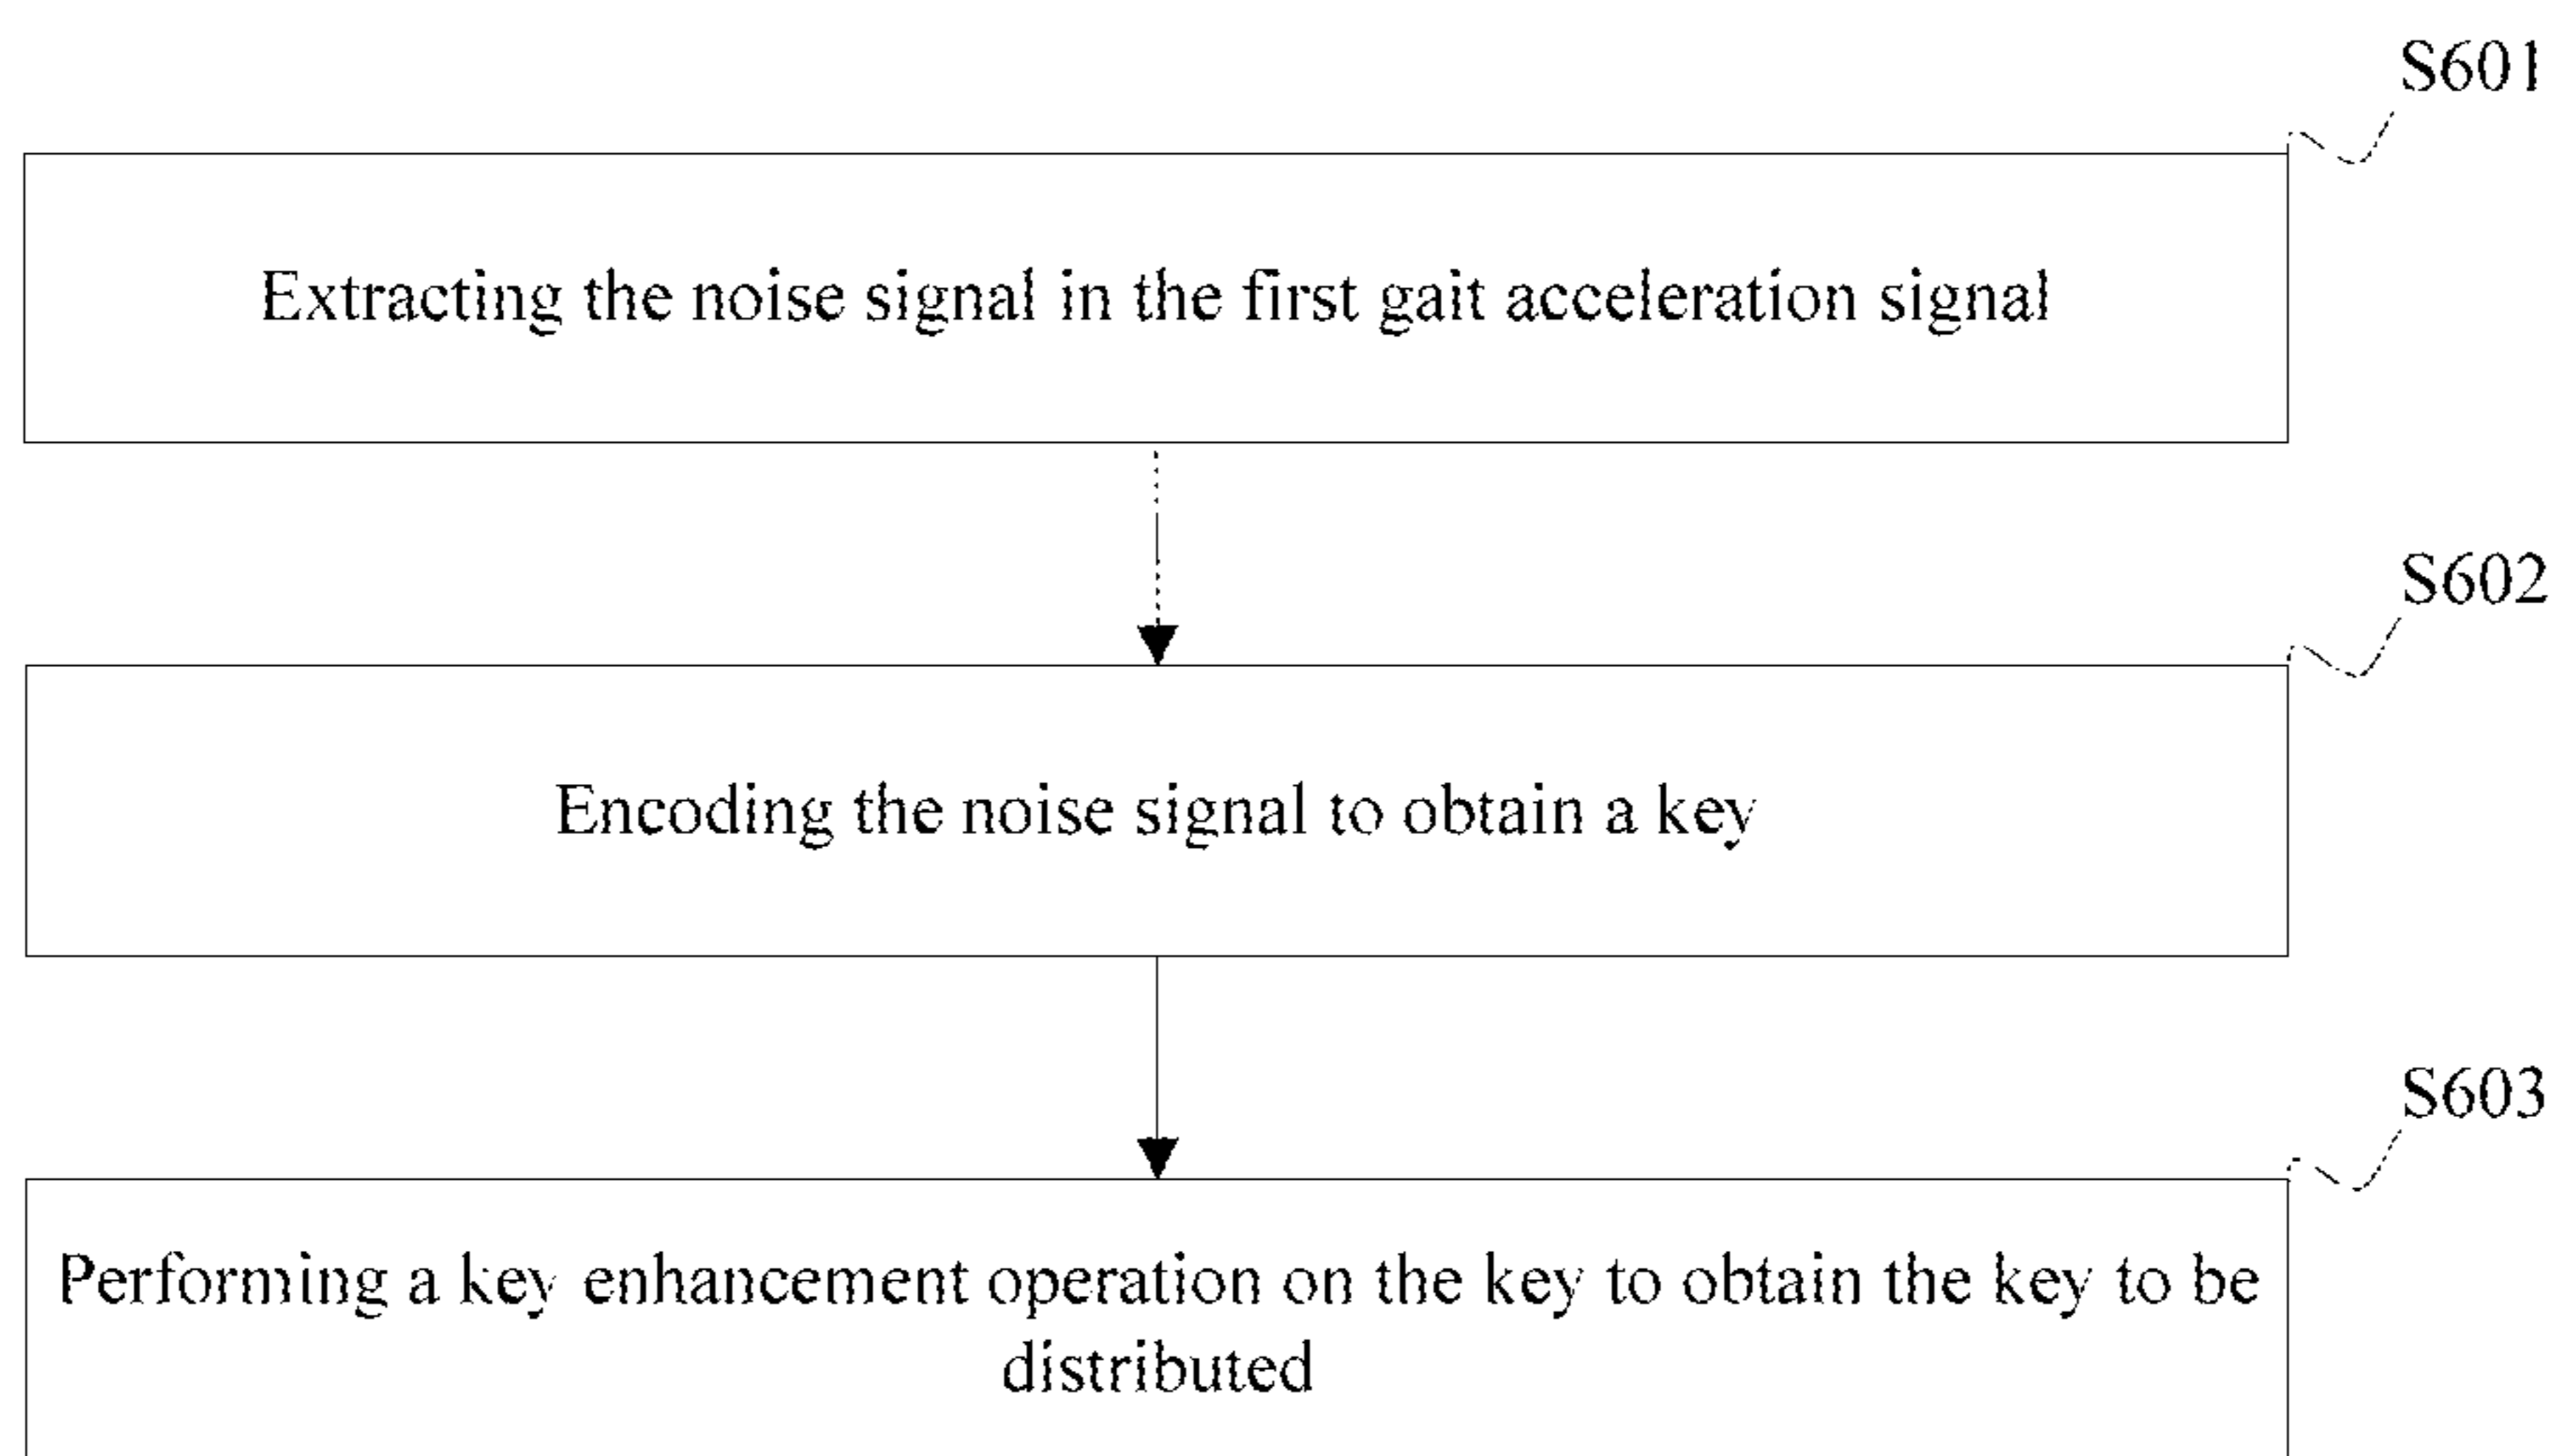 S601
Extracting the noise signal in the first gait acceleration signal
S602
Encoding the noise signal to obtain a key
S603
Performing a key enhancement operation on the key to obtain the key to be
distributed